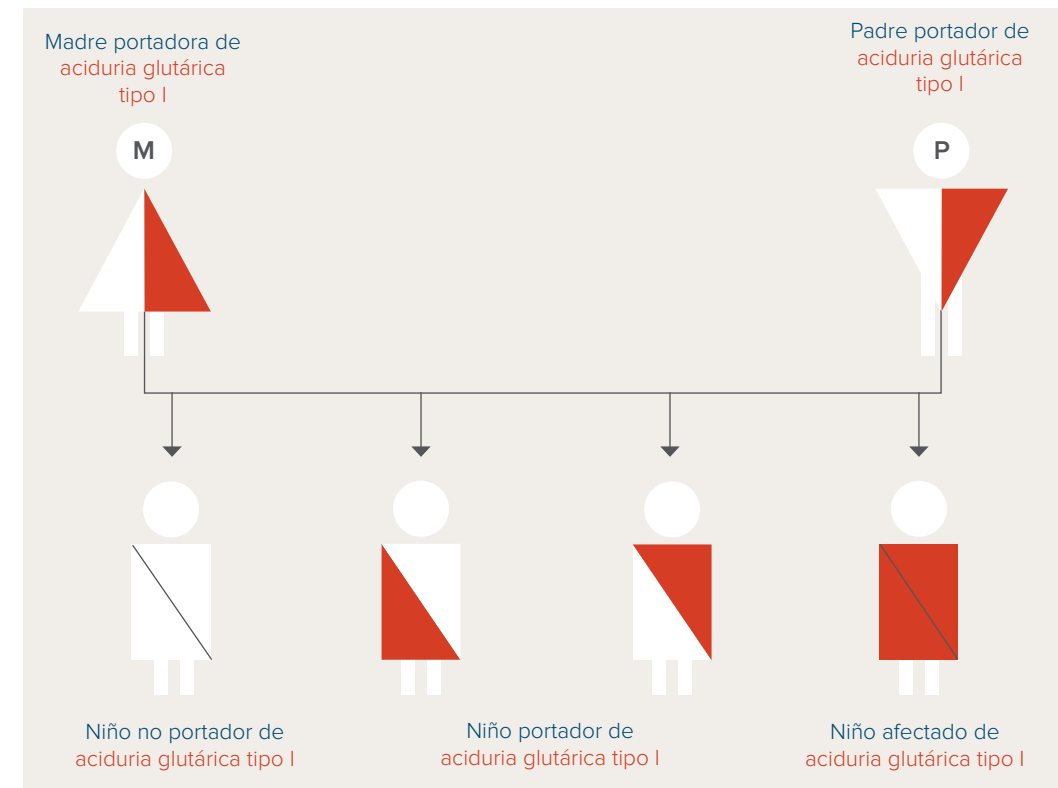 Madre portadora de
aciduria glutárica
tipo I
Padre portador de
aciduria glutárica
tipo I
M
P
Niño no portador de
aciduria glutárica tipo I
Niño portador de
aciduria glutárica tipo I
Niño afectado de
aciduria glutárica tipo I